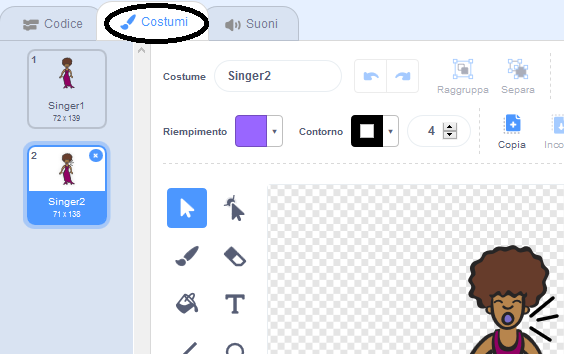 Codice
Costumi
Suoni
1
Singer1
72 x 139
2
Singer2
71 x 138
Costume
Singer2
Raggruppa
Separa
Riempimento
Contorno
4
Copia
Inco
T